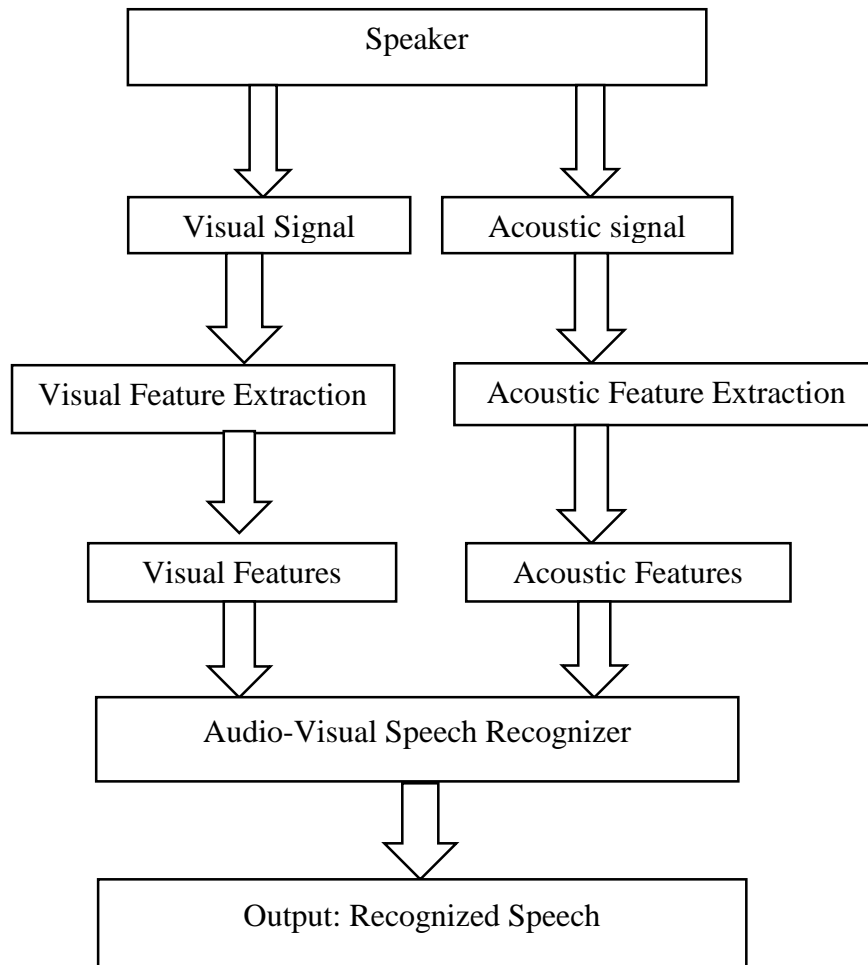 Speaker
Visual Signal
Acoustic signal
Visual Feature Extraction
Acoustic Feature Extraction
Visual Features
Acoustic Features
Audio-Visual Speech Recognizer
Output: Recognized Speech